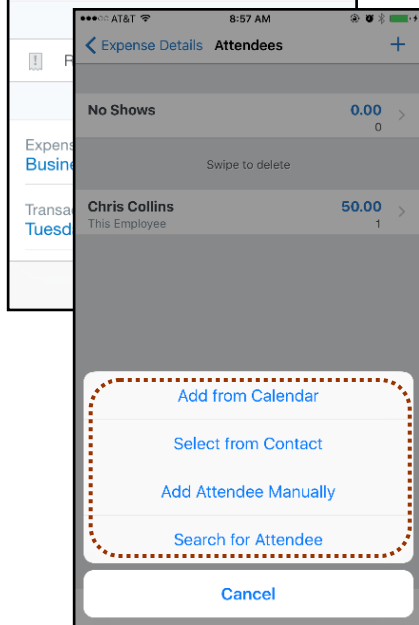 AT&T 8:57 AM
Expense Details Attendees +
No Shows 0.00
0
Swipe to delete
Chris Collins 50.00
This Employee 1
Add from Calendar
Select from Contact
Add Attendee Manually
Search for Attendee
Cancel